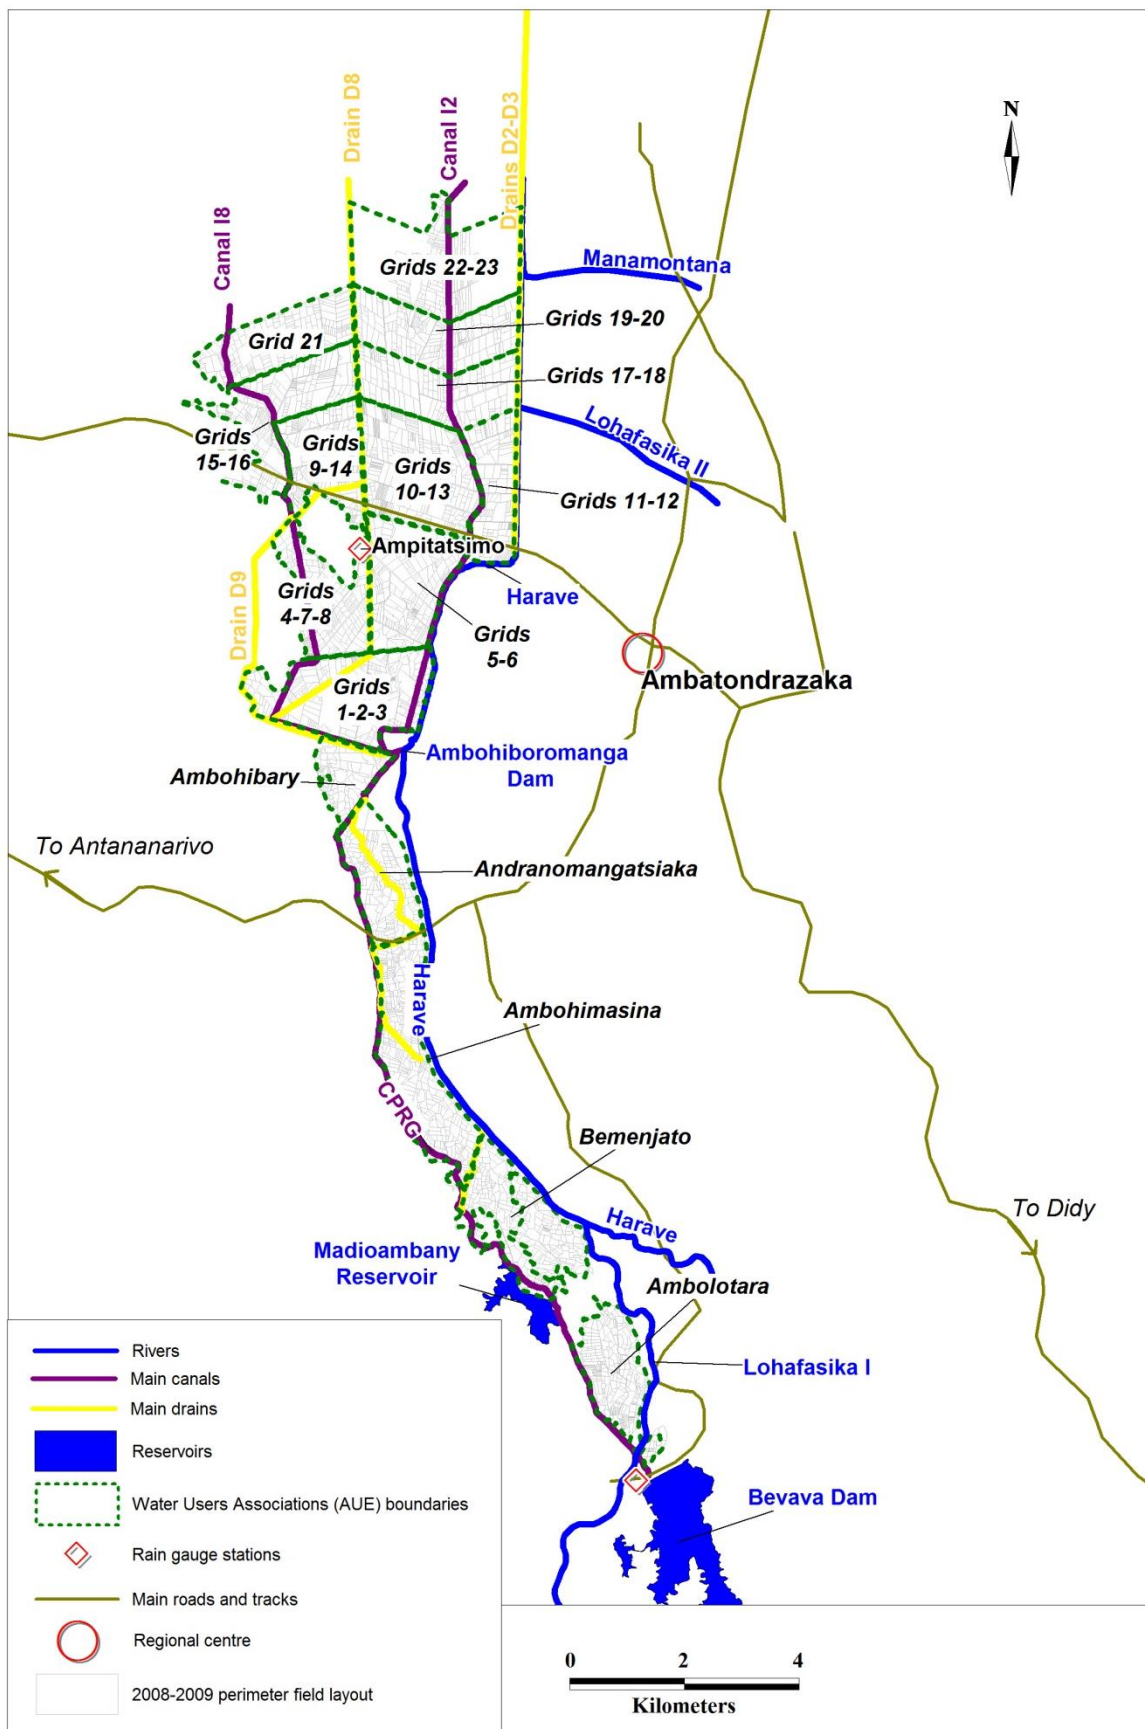 N
Drain D8
Canal I2
Drains D2-D3
Canal I8
Manamontana
Grids 22-23
Grids 19-20
Grid 21
Grids 17-18
Lohafasika II
Grids
15-16
Grids
9-14
Grids
10-13
Grids 11-12
Ampitatsimo
Harave
Drain D9
Grids
4-7-8
Grids
5-6
Ambatondrazaka
Grids
1-2-3
Ambohiboromanga
Dam
Ambohibary
To Antananarivo
Andranomangatsiaka
Harave
Ambohimasina
CPRG
Bemenjato
To Didy
Harave
Madioambany
Reservoir
Ambolotara
Lohafasika I
Bevava Dam
Rivers
Main canals
Main drains
Reservoirs
Water Users Associations (AUE) boundaries
Rain gauge stations
Main roads and tracks
Regional centre
2008-2009 perimeter field layout
0 2 4
Kilometers